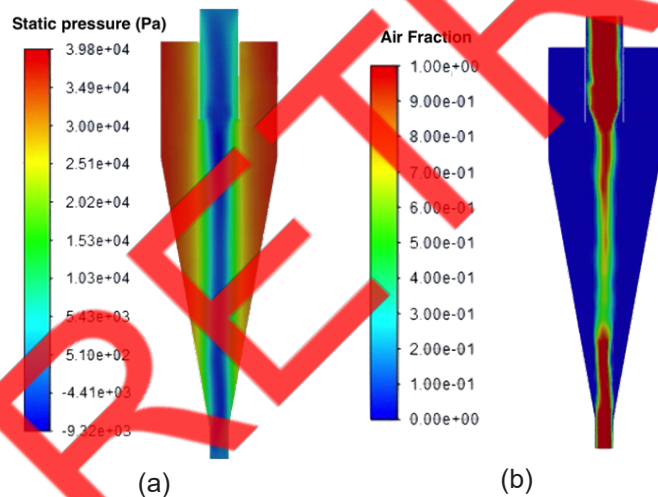 Static pressure (Pa)
3.98e+04
3.49e+04
3.00e+04
2.51e+04
2.02e+04
1.53e+04
1.03e+04
5.43e+03
5.10e+02
-4.41e+03
-9.32e+03
(a)
Air Fraction
1.00e+00
9.00e-01
8.00e-01
7.00e-01
6.00e-01
5.00e-01
4.00e-01
3.00e-01
2.00e-01
1.00e-01
0.00e+00
(b)
RETR